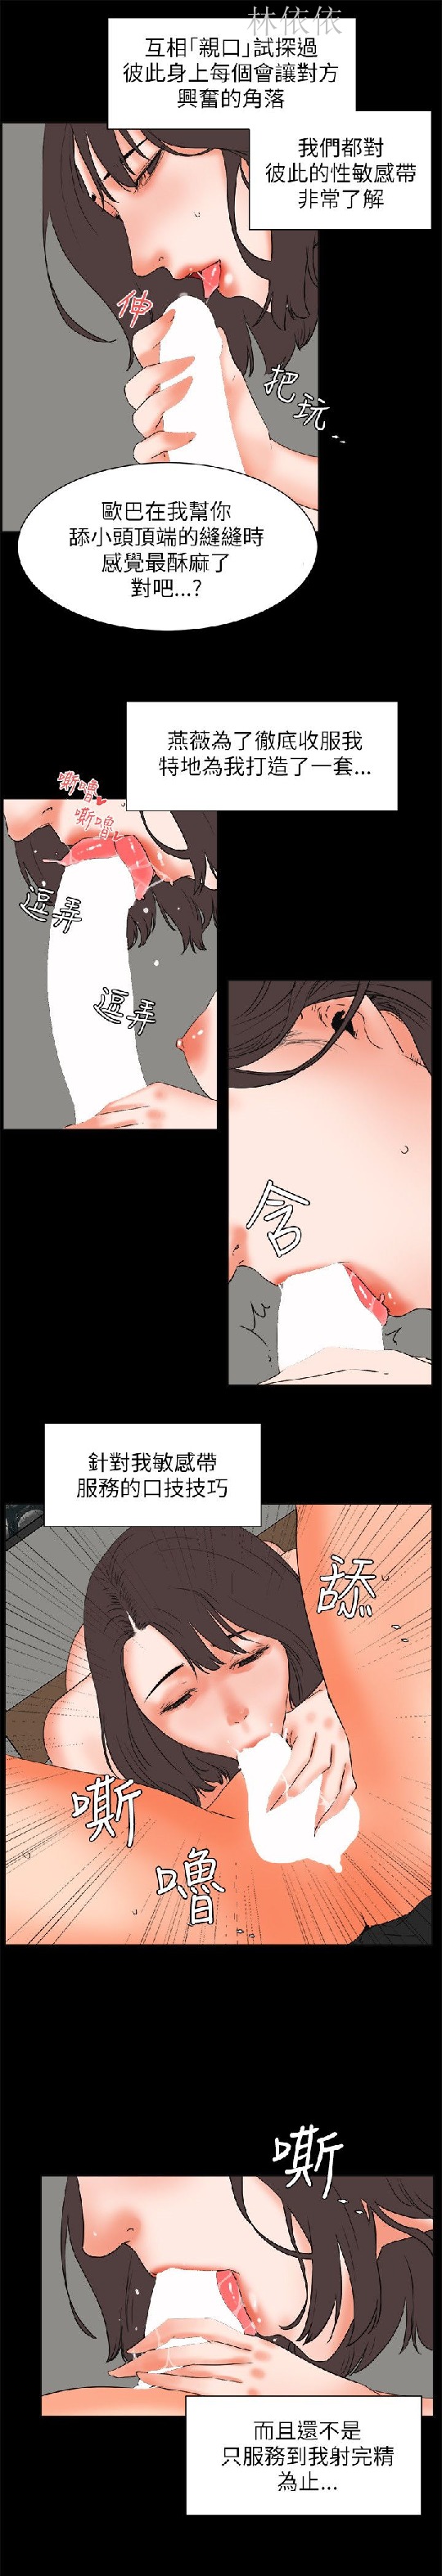 林依依
互相「親口」試探過
彼此身上每個會讓對方
興奮的角落
我們都對
彼此的性敏感帶
非常了解
伸
把玩...
歐巴在我幫你
舔小頭頂端的縫縫時
感覺最酥麻了
對吧...?
燕薇為了徹底收服我
特地為我打造了一套...
嘶嚕♥
嘶嚕♥
逗弄
逗弄
含
針對我敏感帶
服務的口技技巧
舔
嘶
嚕
嘶...
而且還不是
只服務到我射完精
為止...